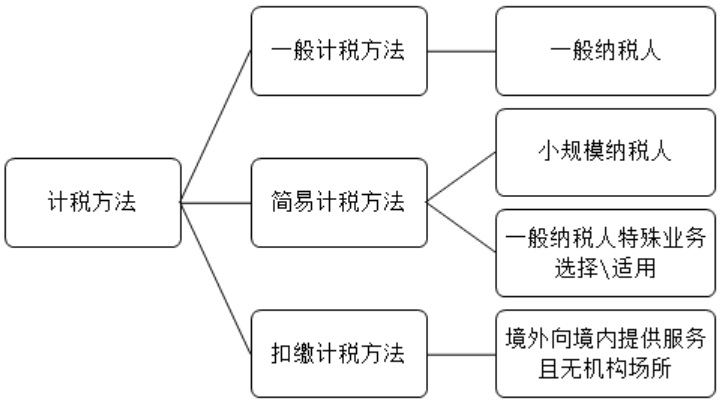 计税方法
一般计税方法
一般纳税人
简易计税方法
小规模纳税人
一般纳税人特殊业务
选择\适用
扣缴计税方法
境外向境内提供服务
且无机构场所